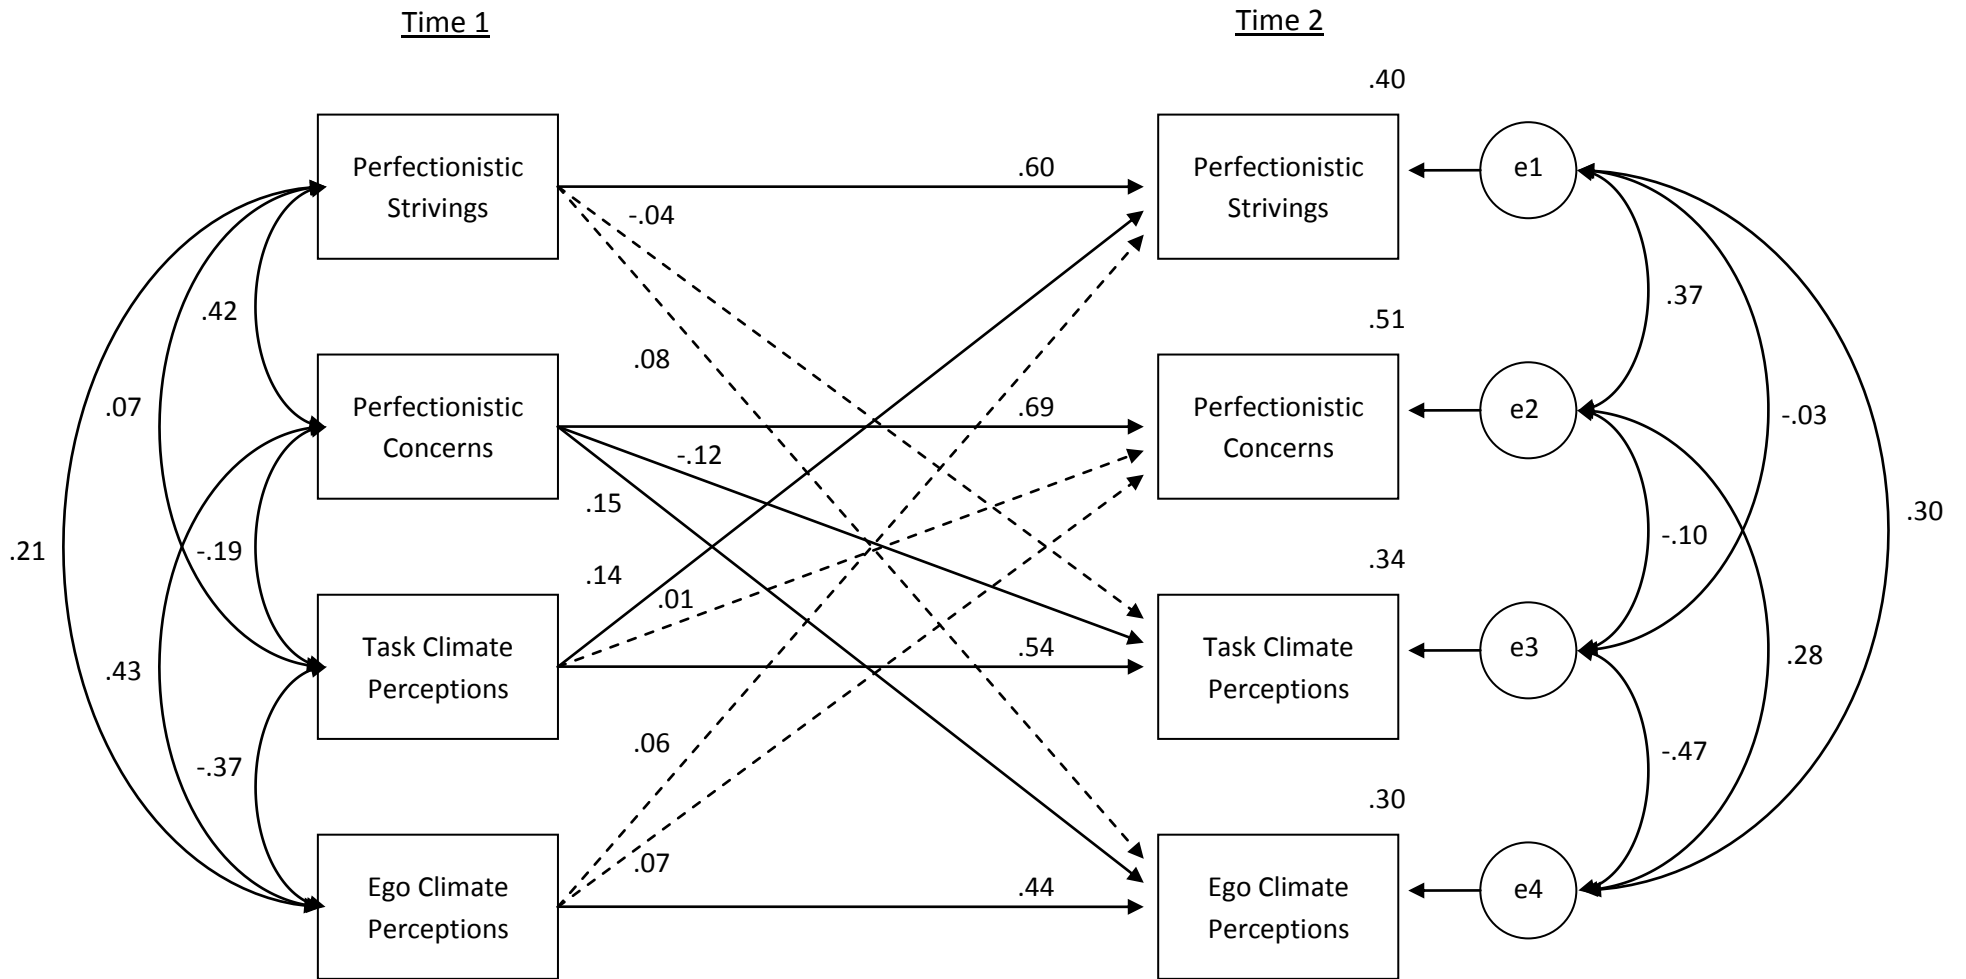 Time 1
Time 2
.40
Perfectionistic
Strivings
.60
Perfectionistic
Strivings
e1
-.04
.42
.37
.51
.08
.07
Perfectionistic
Concerns
.69
Perfectionistic
Concerns
e2
-.03
-.12
.15
.30
.21
-.19
-.10
.34
.14
.01
Task Climate
Perceptions
.54
Task Climate
Perceptions
e3
.28
.43
.06
-.47
-.37
.30
.07
Ego Climate
Perceptions
.44
Ego Climate
Perceptions
e4